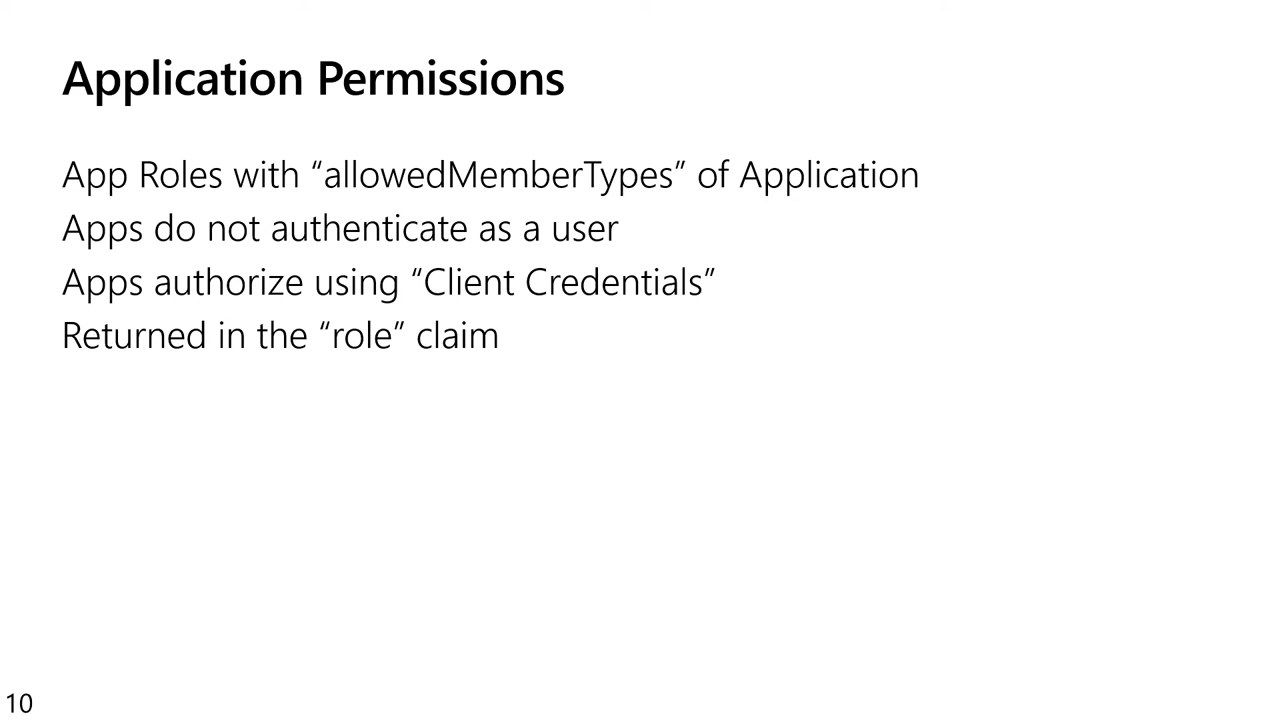 Application Permissions
App Roles with “allowedMemberTypes” of Application
Apps do not authenticate as a user
Apps authorize using “Client Credentials”
Returned in the “role” claim
10